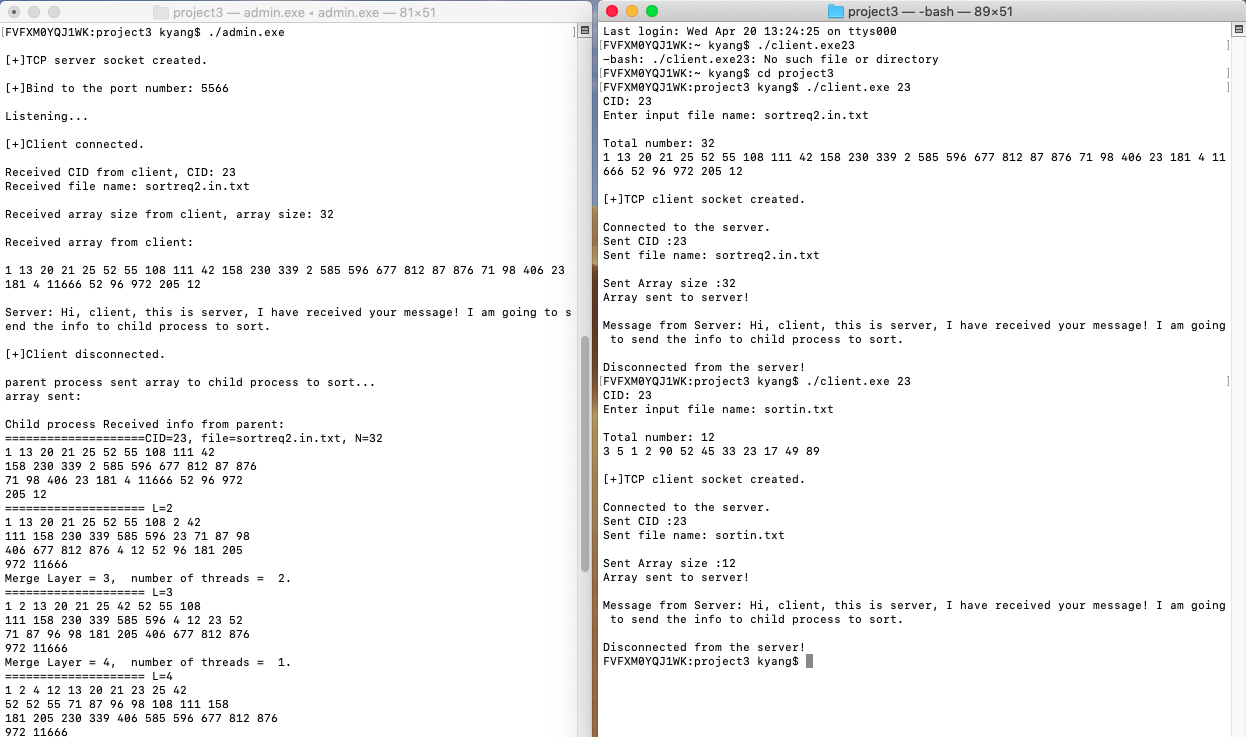 project3 — admin.exe ◂ admin.exe — 81×51
[FVFXM0YQJ1WK:project3 kyang$ ./admin.exe ]
[+]TCP server socket created.
[+]Bind to the port number: 5566
Listening...
[+]Client connected.
Received CID from client, CID: 23
Received file name: sortreq2.in.txt
Received array size from client, array size: 32
Received array from client:
1 13 20 21 25 52 55 108 111 42 158 230 339 2 585 596 677 812 87 876 71 98 406 23
181 4 11666 52 96 972 205 12
Server: Hi, client, this is server, I have received your message! I am going to s
end the info to child process to sort.
[+]Client disconnected.
parent process sent array to child process to sort...
array sent:
Child process Received info from parent:
====================CID=23, file=sortreq2.in.txt, N=32
1 13 20 21 25 52 55 108 111 42
158 230 339 2 585 596 677 812 87 876
71 98 406 23 181 4 11666 52 96 972
205 12
==================== L=2
1 13 20 21 25 52 55 108 2 42
111 158 230 339 585 596 23 71 87 98
406 677 812 876 4 12 52 96 181 205
972 11666
Merge Layer = 3,  number of threads =  2.
==================== L=3
1 2 13 20 21 25 42 52 55 108
111 158 230 339 585 596 4 12 23 52
71 87 96 98 181 205 406 677 812 876
972 11666
Merge Layer = 4,  number of threads =  1.
==================== L=4
1 2 4 12 13 20 21 23 25 42
52 52 55 71 87 96 98 108 111 158
181 205 230 339 406 585 596 677 812 876
972 11666
project3 — -bash — 89×51
Last login: Wed Apr 20 13:24:25 on ttys000
[FVFXM0YQJ1WK:~ kyang$ ./client.exe23 ]
-bash: ./client.exe23: No such file or directory
[FVFXM0YQJ1WK:~ kyang$ cd project3 ]
[FVFXM0YQJ1WK:project3 kyang$ ./client.exe 23 ]
CID: 23
Enter input file name: sortreq2.in.txt
Total number: 32
1 13 20 21 25 52 55 108 111 42 158 230 339 2 585 596 677 812 87 876 71 98 406 23 181 4 11
666 52 96 972 205 12
[+]TCP client socket created.
Connected to the server.
Sent CID :23
Sent file name: sortreq2.in.txt
Sent Array size :32
Array sent to server!
Message from Server: Hi, client, this is server, I have received your message! I am going
to send the info to child process to sort.
Disconnected from the server!
[FVFXM0YQJ1WK:project3 kyang$ ./client.exe 23 ]
CID: 23
Enter input file name: sortin.txt
Total number: 12
3 5 1 2 90 52 45 33 23 17 49 89
[+]TCP client socket created.
Connected to the server.
Sent CID :23
Sent file name: sortin.txt
Sent Array size :12
Array sent to server!
Message from Server: Hi, client, this is server, I have received your message! I am going
to send the info to child process to sort.
Disconnected from the server!
FVFXM0YQJ1WK:project3 kyang$